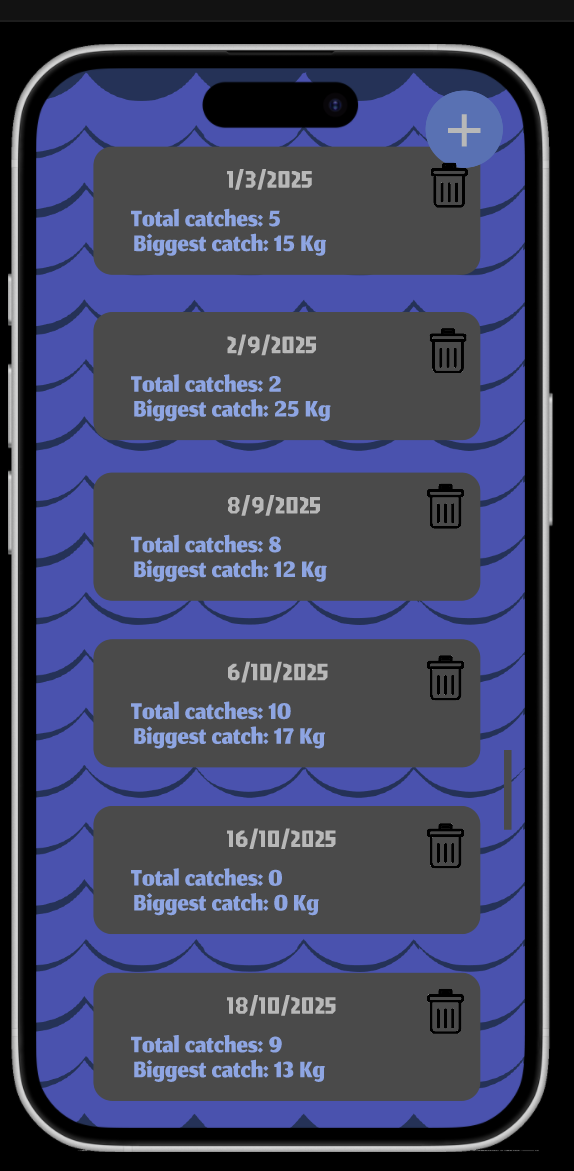 1/3/2025
Total catches: 5
Biggest catch: 15 Kg
2/9/2025
Total catches: 2
Biggest catch: 25 Kg
8/9/2025
Total catches: 8
Biggest catch: 12 Kg
6/10/2025
Total catches: 10
Biggest catch: 17 Kg
16/10/2025
Total catches: 0
Biggest catch: 0 Kg
18/10/2025
Total catches: 9
Biggest catch: 13 Kg